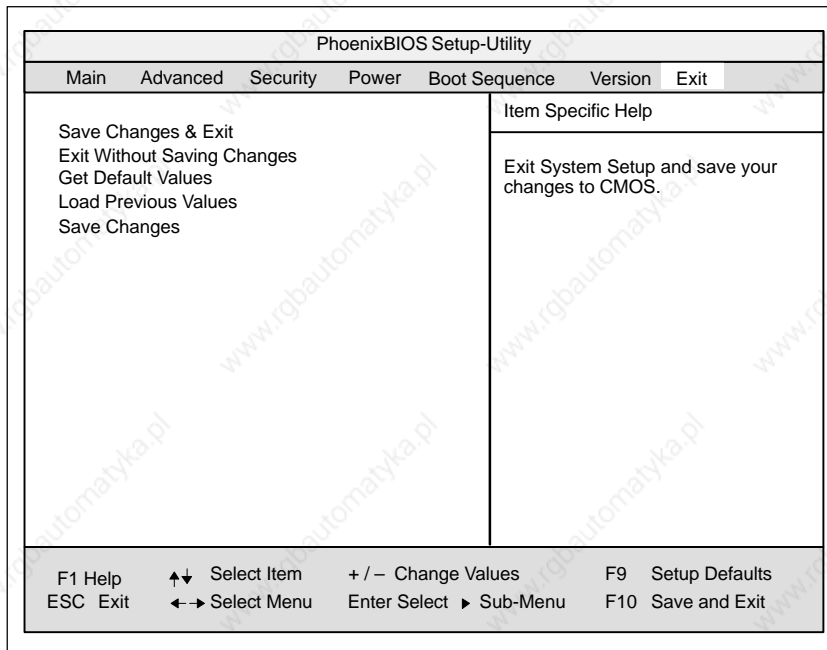 PhoenixBIOS Setup-Utility
Main Advanced Security Power Boot Sequence Version Exit
Save Changes & Exit
Exit Without Saving Changes
Get Default Values
Load Previous Values
Save Changes
Item Specific Help
Exit System Setup and save your
changes to CMOS.
F1 Help ↑↓ Select Item + / – Change Values F9 Setup Defaults
ESC Exit ←→ Select Menu Enter Select ▶ Sub-Menu F10 Save and Exit
www.rgbautomatyka.pl